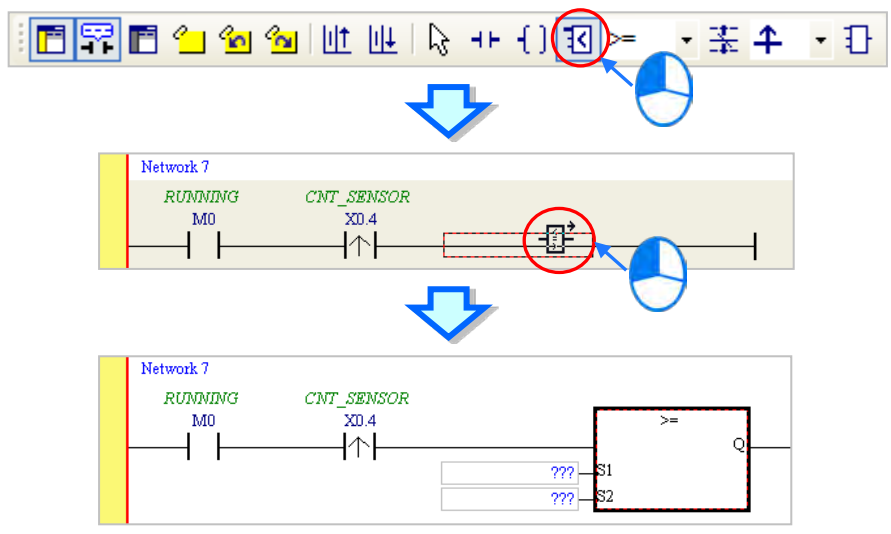 >=
Network 7
RUNNING CNT_SENSOR
M0 X0.4
Network 7
RUNNING CNT_SENSOR
M0 X0.4 >=
Q
??? S1
??? S2